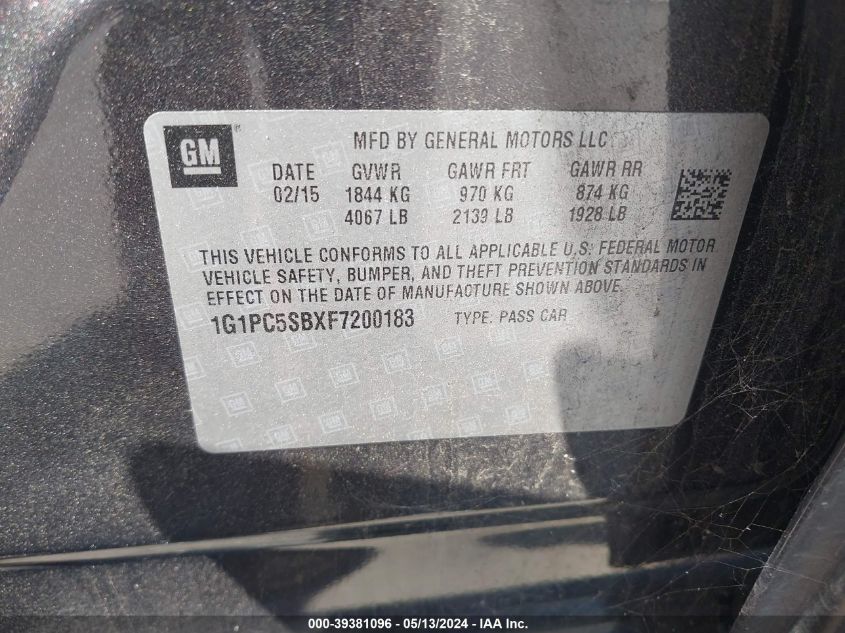 GM
MFD BY GENERAL MOTORS LLC
DATE GVWR GAWR FRT GAWR RR
02/15 1844 KG 970 KG 874 KG
4067 LB 2139 LB 1928 LB
THIS VEHICLE CONFORMS TO ALL APPLICABLE U.S. FEDERAL MOTOR
VEHICLE SAFETY, BUMPER, AND THEFT PREVENTION STANDARDS IN
EFFECT ON THE DATE OF MANUFACTURE SHOWN ABOVE.
1G1PC5SBXF7200183 TYPE: PASS CAR
000-39381096 - 05/13/2024 - IAA Inc.